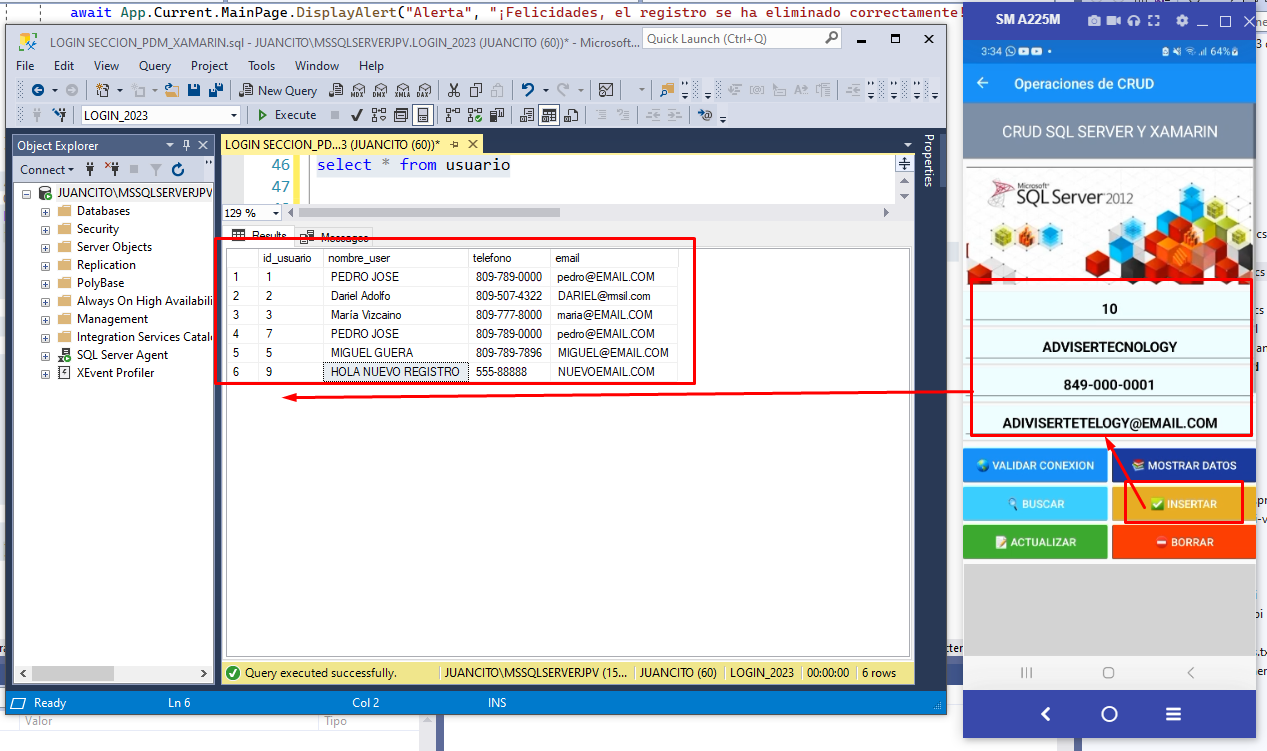 await App.Current.MainPage.DisplayAlert("Alerta", "¡Felicidades, el registro se ha eliminado correctamente!
LOGIN SECCION_PDM_XAMARIN.sql - JUANCITO\MSSQLSERVERJPV.LOGIN_2023 (JUANCITO (60))* - Microsoft...
Quick Launch (Ctrl+Q)
File Edit View Query Project Tools Window Help
New Query MDX DMX XMLA DAX
LOGIN_2023 Execute
Object Explorer
Connect
JUANCITO\MSSQLSERVERJPV
Databases
Security
Server Objects
Replication
PolyBase
Always On High Availabili
Management
Integration Services Catal
SQL Server Agent
XEvent Profiler
LOGIN SECCION_PD...3 (JUANCITO (60))*
46 select * from usuario
47
129 %
Results Messages
id_usuario nombre_user telefono email
1 1 PEDRO JOSE 809-789-0000 pedro@EMAIL.COM
2 2 Dariel Adolfo 809-507-4322 DARIEL@rmsil.com
3 3 María Vizcaino 809-777-8000 maria@EMAIL.COM
4 7 PEDRO JOSE 809-789-0000 pedro@EMAIL.COM
5 5 MIGUEL GUERA 809-789-7896 MIGUEL@EMAIL.COM
6 9 HOLA NUEVO REGISTRO 555-88888 NUEVOEMAIL.COM
Properties
Query executed successfully. JUANCITO\MSSQLSERVERJPV (15... JUANCITO (60) LOGIN_2023 00:00:00 6 rows
Ready Ln 6 Col 2 INS
Valor Tipo
SM A225M
3:34 64%
Operaciones de CRUD
CRUD SQL SERVER Y XAMARIN
Microsoft
SQL Server 2012
10
ADVISERTECNOLOGY
849-000-0001
ADIVISERTETELOGY@EMAIL.COM
VALIDAR CONEXION MOSTRAR DATOS
BUSCAR INSERTAR
ACTUALIZAR BORRAR